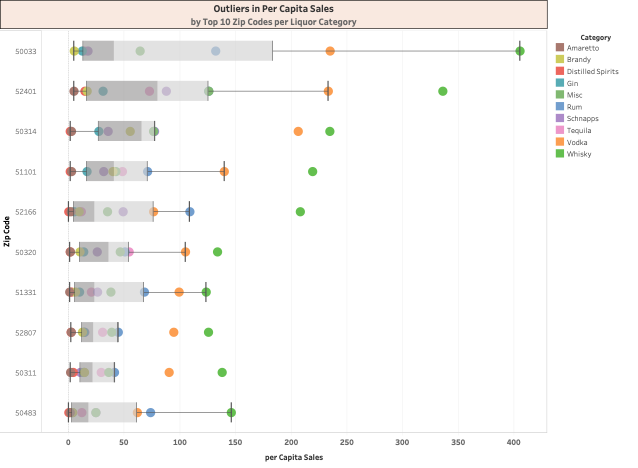 Outliers in Per Capita Sales
by Top 10 Zip Codes per Liquor Category
Category
Amaretto
Brandy
Distilled Spirits
Gin
Misc
Rum
Schnapps
Tequila
Vodka
Whisky
Zip Code
50033
52401
50314
51101
52166
50320
51331
52807
50311
50483
0 50 100 150 200 250 300 350 400
per Capita Sales